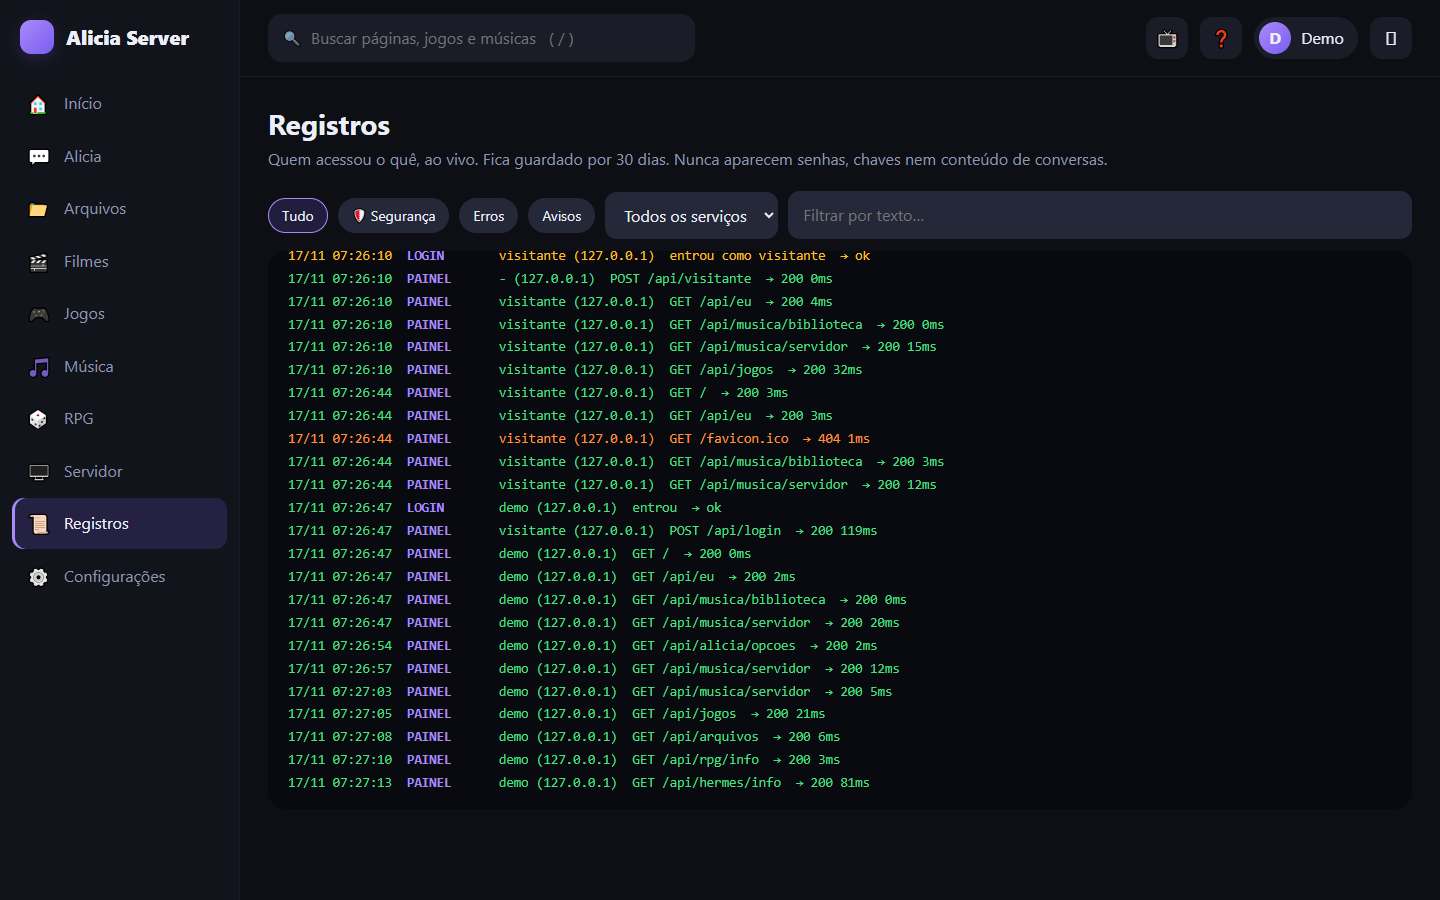 Alicia Server
Buscar páginas, jogos e músicas ( / )
D Demo
Início
Alicia
Arquivos
Filmes
Jogos
Música
RPG
Servidor
Registros
Configurações
Registros
Quem acessou o quê, ao vivo. Fica guardado por 30 dias. Nunca aparecem senhas, chaves nem conteúdo de conversas.
Tudo Segurança Erros Avisos Todos os serviços Filtrar por texto...
17/11 07:26:10 LOGIN visitante (127.0.0.1) entrou como visitante → ok
17/11 07:26:10 PAINEL - (127.0.0.1) POST /api/visitante → 200 0ms
17/11 07:26:10 PAINEL visitante (127.0.0.1) GET /api/eu → 200 4ms
17/11 07:26:10 PAINEL visitante (127.0.0.1) GET /api/musica/biblioteca → 200 0ms
17/11 07:26:10 PAINEL visitante (127.0.0.1) GET /api/musica/servidor → 200 15ms
17/11 07:26:10 PAINEL visitante (127.0.0.1) GET /api/jogos → 200 32ms
17/11 07:26:44 PAINEL visitante (127.0.0.1) GET / → 200 3ms
17/11 07:26:44 PAINEL visitante (127.0.0.1) GET /api/eu → 200 3ms
17/11 07:26:44 PAINEL visitante (127.0.0.1) GET /favicon.ico → 404 1ms
17/11 07:26:44 PAINEL visitante (127.0.0.1) GET /api/musica/biblioteca → 200 3ms
17/11 07:26:44 PAINEL visitante (127.0.0.1) GET /api/musica/servidor → 200 12ms
17/11 07:26:47 LOGIN demo (127.0.0.1) entrou → ok
17/11 07:26:47 PAINEL visitante (127.0.0.1) POST /api/login → 200 119ms
17/11 07:26:47 PAINEL demo (127.0.0.1) GET / → 200 0ms
17/11 07:26:47 PAINEL demo (127.0.0.1) GET /api/eu → 200 2ms
17/11 07:26:47 PAINEL demo (127.0.0.1) GET /api/musica/biblioteca → 200 0ms
17/11 07:26:47 PAINEL demo (127.0.0.1) GET /api/musica/servidor → 200 20ms
17/11 07:26:54 PAINEL demo (127.0.0.1) GET /api/alicia/opcoes → 200 2ms
17/11 07:26:57 PAINEL demo (127.0.0.1) GET /api/musica/servidor → 200 12ms
17/11 07:27:03 PAINEL demo (127.0.0.1) GET /api/musica/servidor → 200 5ms
17/11 07:27:05 PAINEL demo (127.0.0.1) GET /api/jogos → 200 21ms
17/11 07:27:08 PAINEL demo (127.0.0.1) GET /api/arquivos → 200 6ms
17/11 07:27:10 PAINEL demo (127.0.0.1) GET /api/rpg/info → 200 3ms
17/11 07:27:13 PAINEL demo (127.0.0.1) GET /api/hermes/info → 200 81ms